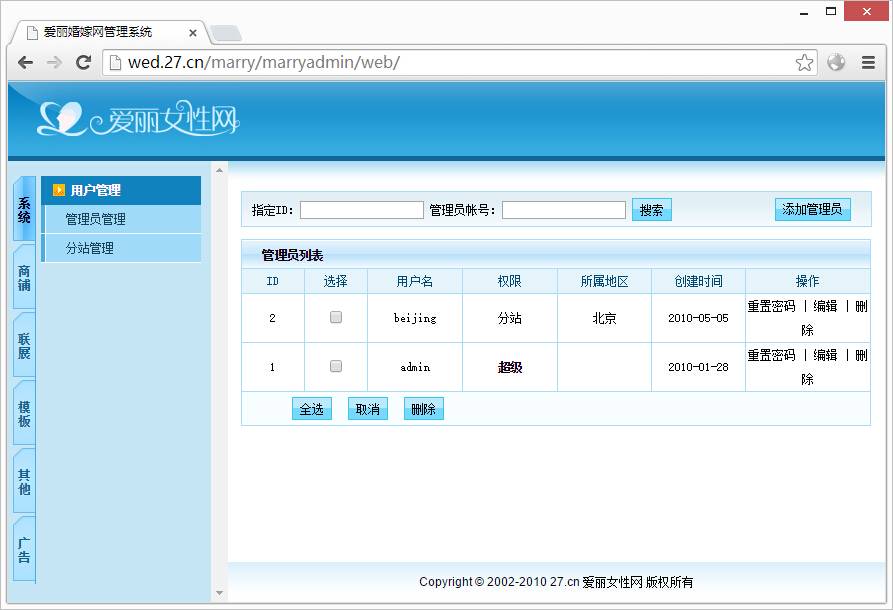 爱丽婚嫁网管理系统
wed.27.cn/marry/marryadmin/web/
爱丽女性网
系统
商铺
联展
模板
其他
广告
用户管理
管理员管理
分站管理
指定ID: 管理员帐号: 搜索 添加管理员
管理员列表
ID 选择 用户名 权限 所属地区 创建时间 操作
2 beijing 分站 北京 2010-05-05 重置密码 | 编辑 | 删
除
1 admin 超级 2010-01-28 重置密码 | 编辑 | 删
除
全选 取消 删除
Copyright © 2002-2010 27.cn 爱丽女性网 版权所有